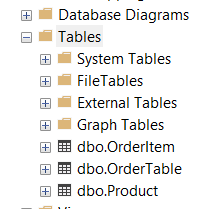 Database Diagrams
Tables
System Tables
FileTables
External Tables
Graph Tables
dbo.OrderItem
dbo.OrderTable
dbo.Product